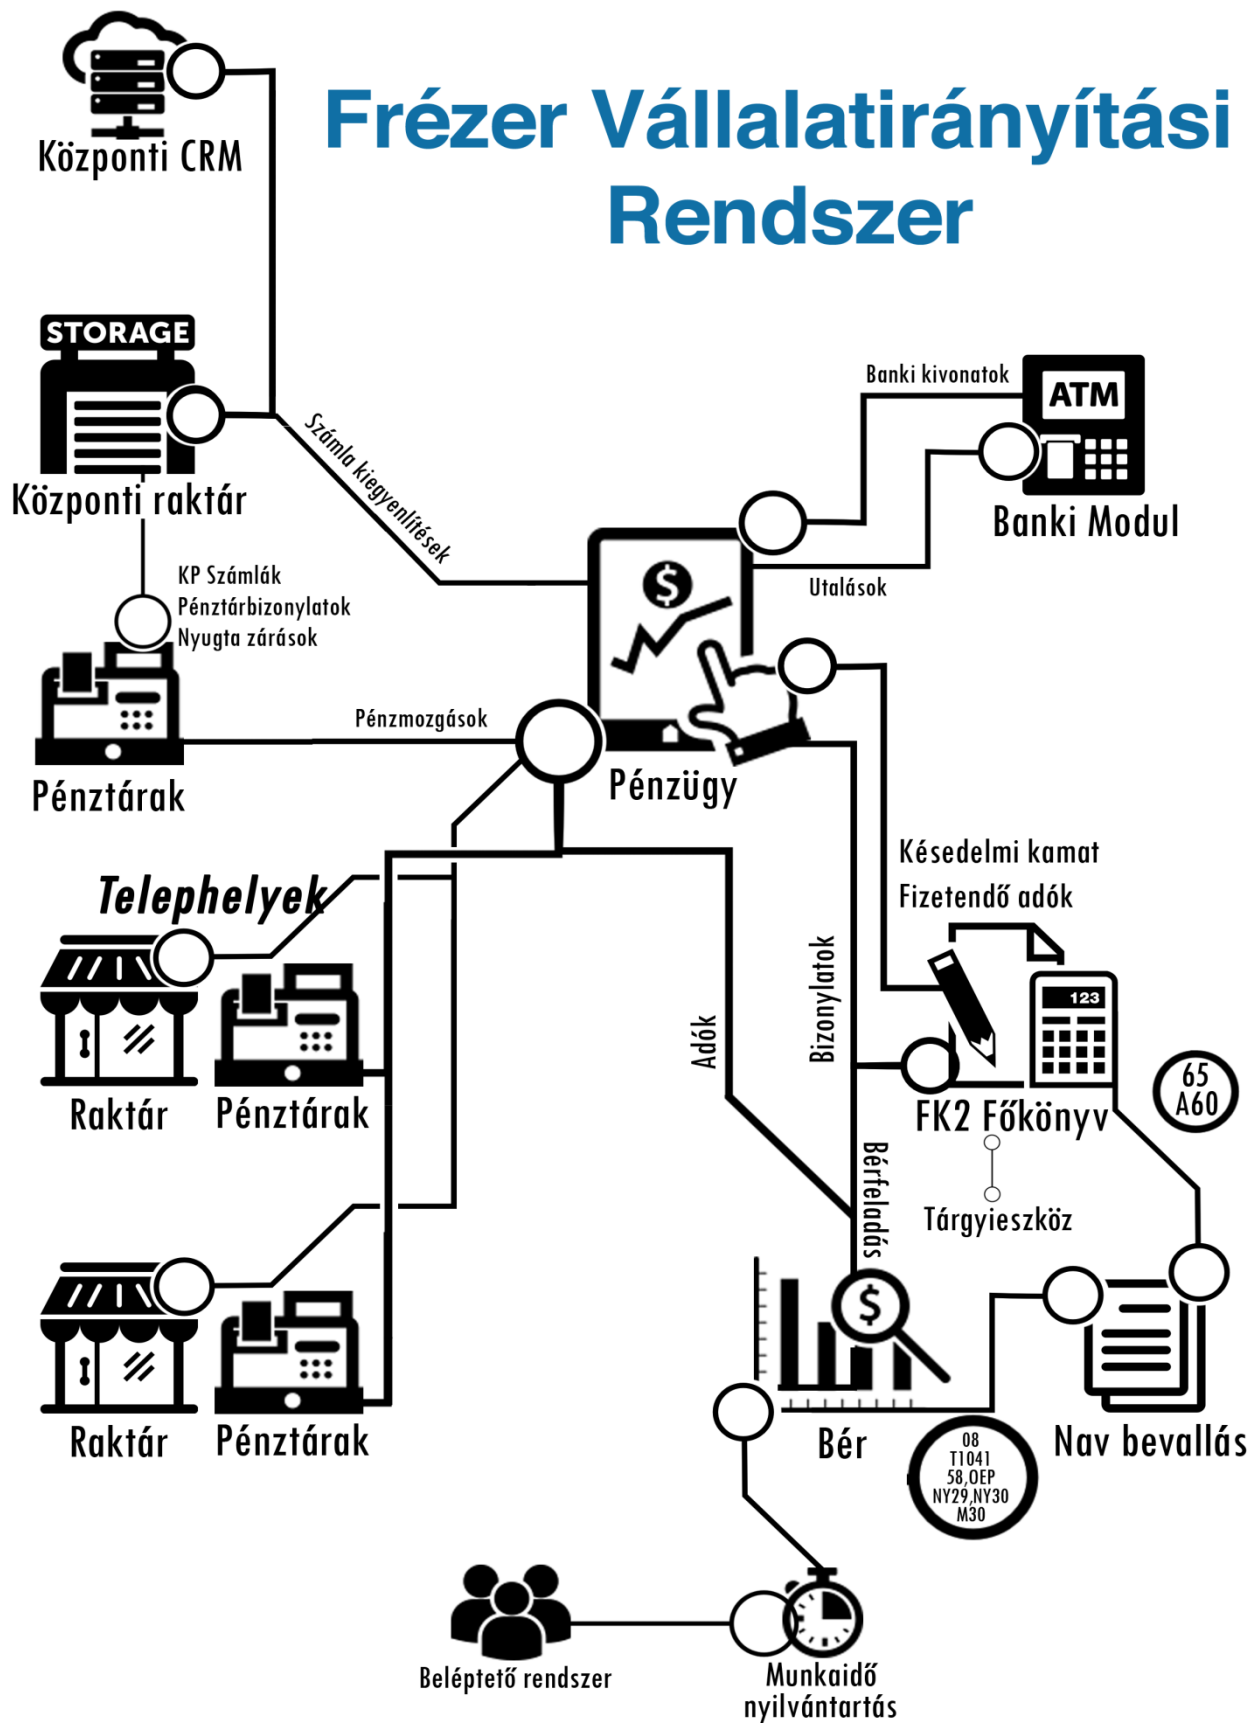 Frézer Vállalatirányítási
Rendszer
Központi CRM
STORAGE
Központi raktár
Számla kiegyenlítések
Banki kivonatok
ATM
Banki Modul
Utalások
KP Számlák
Pénztárbizonylatok
Nyugta zárások
$
Pénzmozgások
Pénztárak
Pénzügy
Késedelmi kamat
Fizetendő adók
Telephelyek
Bizonylatok
Adók
123
65
A60
Raktár
Pénztárak
FK2 Főkönyv
Bérfeladás
Tárgyieszköz
$
Raktár
Pénztárak
Bér
Nav bevallás
08
T1041
58,OEP
NY29,NY30
M30
Beléptető rendszer
Munkaidő
nyilvántartás